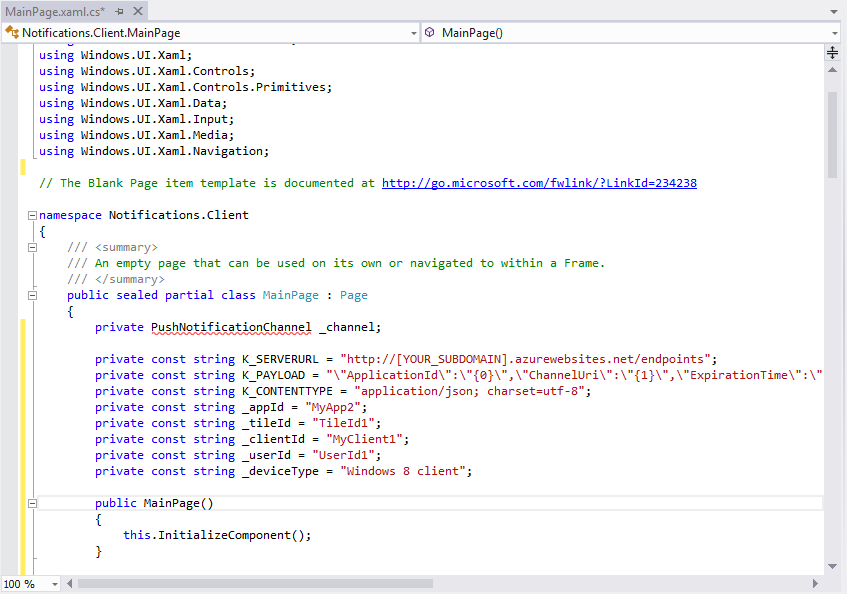 MainPage.xaml.cs*
Notifications.Client.MainPage MainPage()
using Windows.UI.Xaml;
using Windows.UI.Xaml.Controls;
using Windows.UI.Xaml.Controls.Primitives;
using Windows.UI.Xaml.Data;
using Windows.UI.Xaml.Input;
using Windows.UI.Xaml.Media;
using Windows.UI.Xaml.Navigation;
// The Blank Page item template is documented at http://go.microsoft.com/fwlink/?LinkId=234238
namespace Notifications.Client
{
/// <summary>
/// An empty page that can be used on its own or navigated to within a Frame.
/// </summary>
public sealed partial class MainPage : Page
{
private PushNotificationChannel _channel;
private const string K_SERVERURL = "http://[YOUR_SUBDOMAIN].azurewebsites.net/endpoints";
private const string K_PAYLOAD = "\"ApplicationId\":\"{0}\",\"ChannelUri\":\"{1}\",\"ExpirationTime\":\"
private const string K_CONTENTTYPE = "application/json; charset=utf-8";
private const string _appId = "MyApp2";
private const string _tileId = "TileId1";
private const string _clientId = "MyClient1";
private const string _userId = "UserId1";
private const string _deviceType = "Windows 8 client";
public MainPage()
{
this.InitializeComponent();
}
100 %